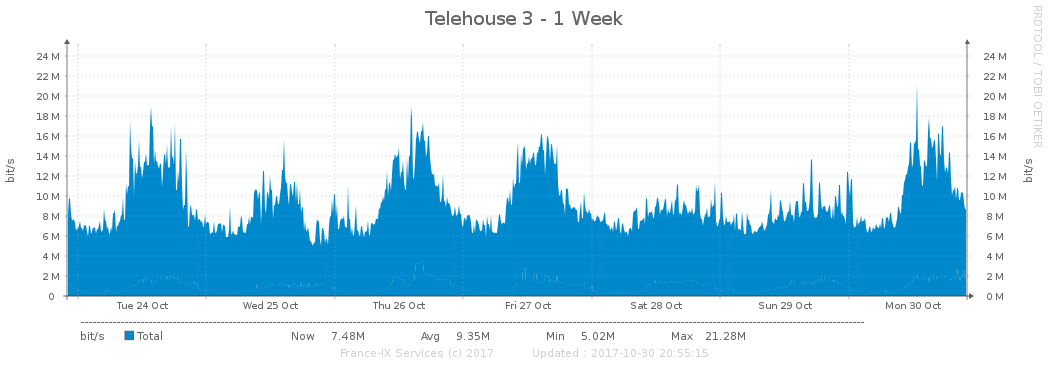 Telehouse 3 - 1 Week
RRDTOOL / TOBI OETIKER
bit/s
24 M 24 M
22 M 22 M
20 M 20 M
18 M 18 M
16 M 16 M
14 M 14 M
12 M 12 M
10 M 10 M
8 M 8 M
6 M 6 M
4 M 4 M
2 M 2 M
0 0 M
bit/s
Tue 24 Oct Wed 25 Oct Thu 26 Oct Fri 27 Oct Sat 28 Oct Sun 29 Oct Mon 30 Oct
bit/s Total Now 7.48M Avg 9.35M Min 5.02M Max 21.28M
France-IX Services (c) 2017 Updated : 2017-10-30 20:55:15